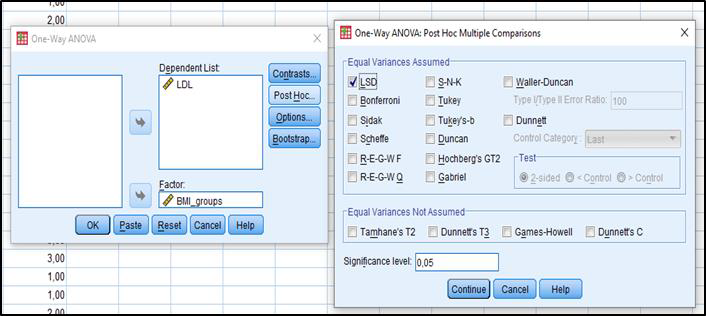 1,00
2,00
One-Way ANOVA
Dependent List:
LDL
Contrasts...
Post Hoc...
Options...
Bootstrap...
Factor:
BMI_groups
OK Paste Reset Cancel Help
3,00
1,00
1,00
2,00
One-Way ANOVA: Post Hoc Multiple Comparisons
Equal Variances Assumed
LSD S-N-K Waller-Duncan
Bonferroni Tukey Type I/Type II Error Ratio: 100
Sidak Tukey's-b Dunnett
Scheffe Duncan Control Category: Last
R-E-G-W F Hochberg's GT2 Test
R-E-G-W Q Gabriel 2-sided < Control > Control
Equal Variances Not Assumed
Tamhane's T2 Dunnett's T3 Games-Howell Dunnett's C
Significance level: 0,05
Continue Cancel Help